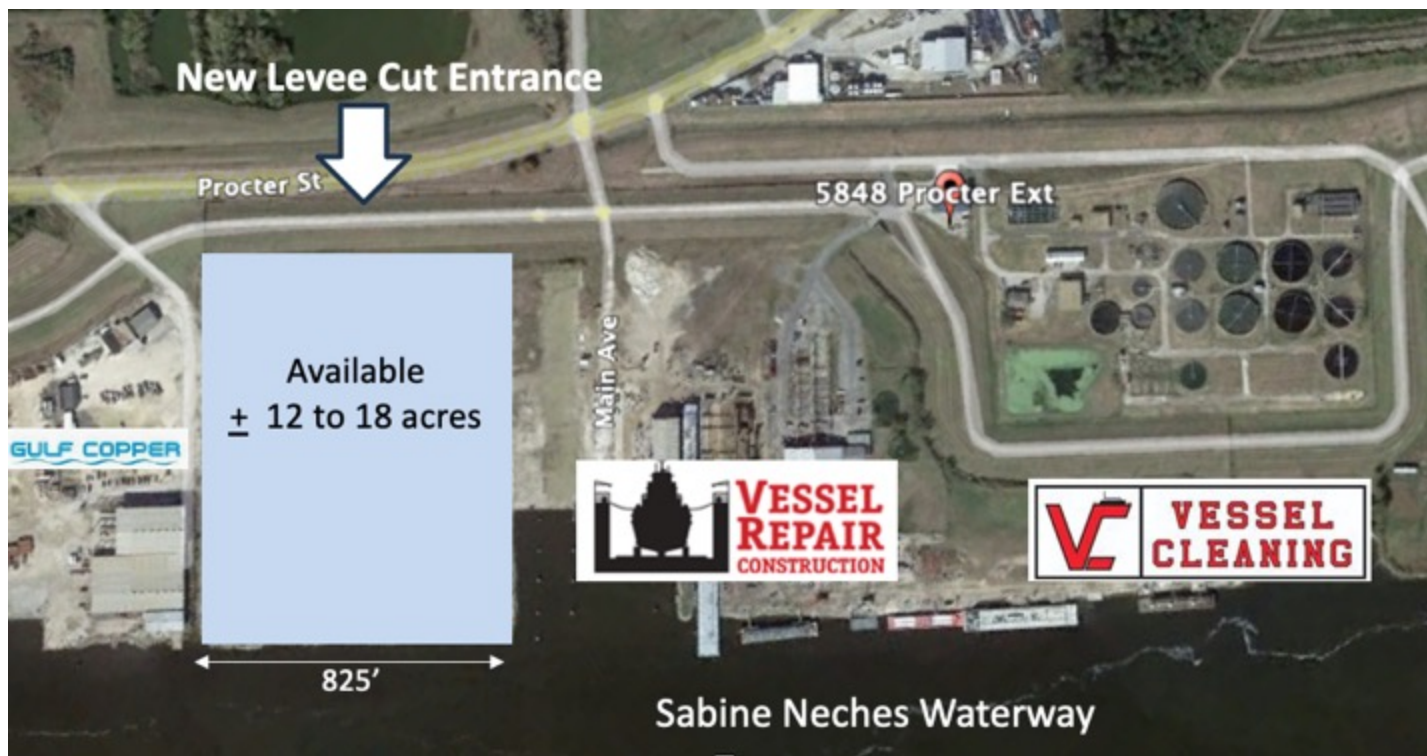 New Levee Cut Entrance
Procter St
5848 Procter Ext
Available
± 12 to 18 acres
Main Ave
GULF COPPER
VESSEL
REPAIR
CONSTRUCTION
VC
VESSEL
CLEANING
825′
Sabine Neches Waterway